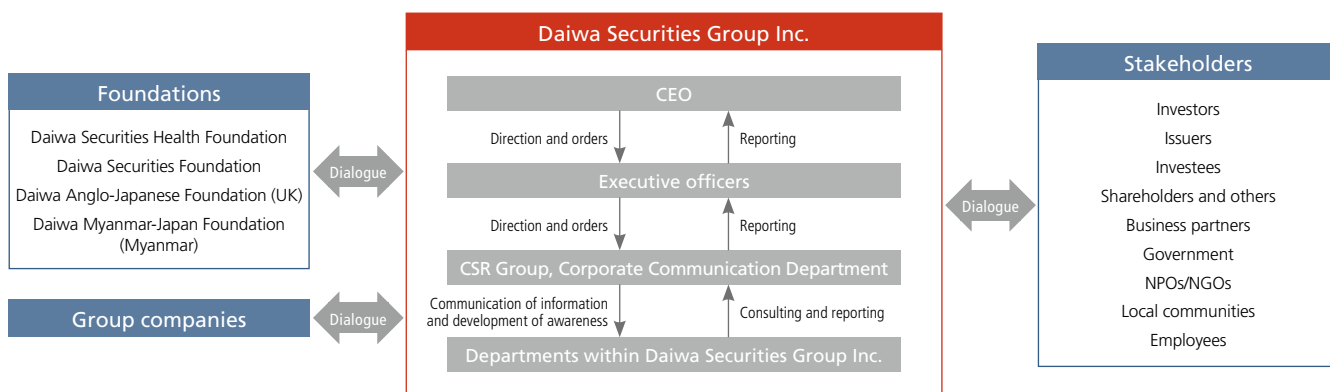 Foundations
Daiwa Securities Health Foundation
Daiwa Securities Foundation
Daiwa Anglo-Japanese Foundation (UK)
Daiwa Myanmar-Japan Foundation
(Myanmar)
Group companies
Dialogue
Dialogue
Daiwa Securities Group Inc.
CEO
Direction and orders
Reporting
Executive officers
Direction and orders
Reporting
CSR Group, Corporate Communication Department
Communication of information
and development of awareness
Consulting and reporting
Departments within Daiwa Securities Group Inc.
Dialogue
Stakeholders
Investors
Issuers
Investees
Shareholders and others
Business partners
Government
NPOs/NGOs
Local communities
Employees